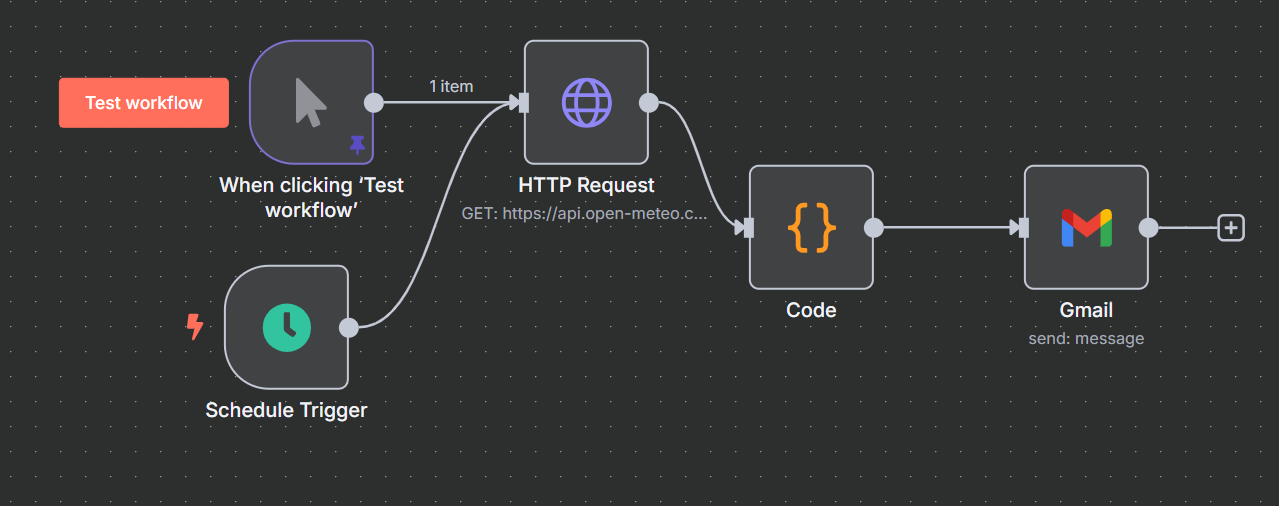 Test workflow
1 item
When clicking ‘Test
workflow’
HTTP Request
GET: https://api.open-meteo.c...
Schedule Trigger
Code
Gmail
send: message